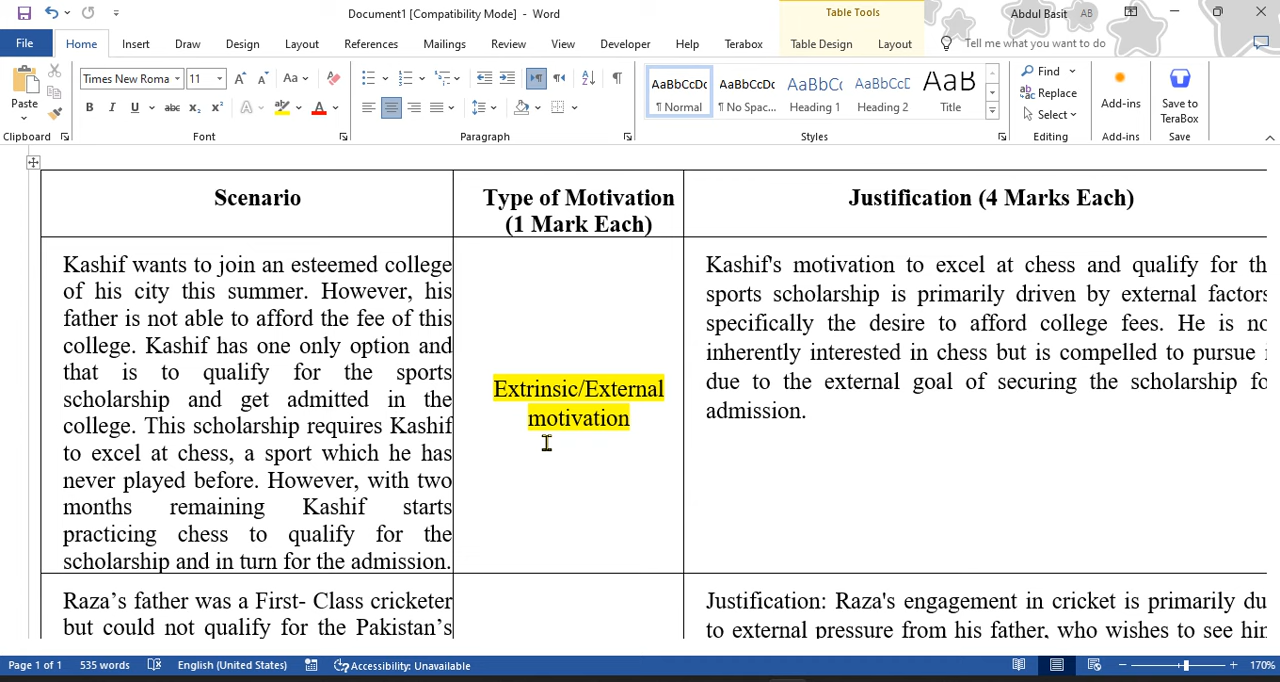 Document1 [Compatibility Mode] - Word
Table Tools
Abdul Basit AB
File Home Insert Draw Design Layout References Mailings Review View Developer Help Terabox Table Design Layout Tell me what you want to do
Paste
Times New Roma 11
Aa
B I U abc x₂ x² A A
AaBbCcDc AaBbCcDc AaBbCc AaBbCcD AaB
¶ Normal ¶ No Spac... Heading 1 Heading 2 Title
Find
Replace
Select
Add-ins
Save to
TeraBox
Clipboard Font Paragraph Styles Editing Add-ins Save
Scenario
Type of Motivation
(1 Mark Each)
Justification (4 Marks Each)
Kashif wants to join an esteemed college
of his city this summer. However, his
father is not able to afford the fee of this
college. Kashif has one only option and
that is to qualify for the sports
scholarship and get admitted in the
college. This scholarship requires Kashif
to excel at chess, a sport which he has
never played before. However, with two
months remaining Kashif starts
practicing chess to qualify for the
scholarship and in turn for the admission.
Extrinsic/External
motivation
Kashif's motivation to excel at chess and qualify for th
sports scholarship is primarily driven by external factors
specifically the desire to afford college fees. He is no
inherently interested in chess but is compelled to pursue i
due to the external goal of securing the scholarship fo
admission.
Raza’s father was a First- Class cricketer
but could not qualify for the Pakistan’s
Justification: Raza's engagement in cricket is primarily du
to external pressure from his father, who wishes to see him
Page 1 of 1 535 words English (United States) Accessibility: Unavailable 170%